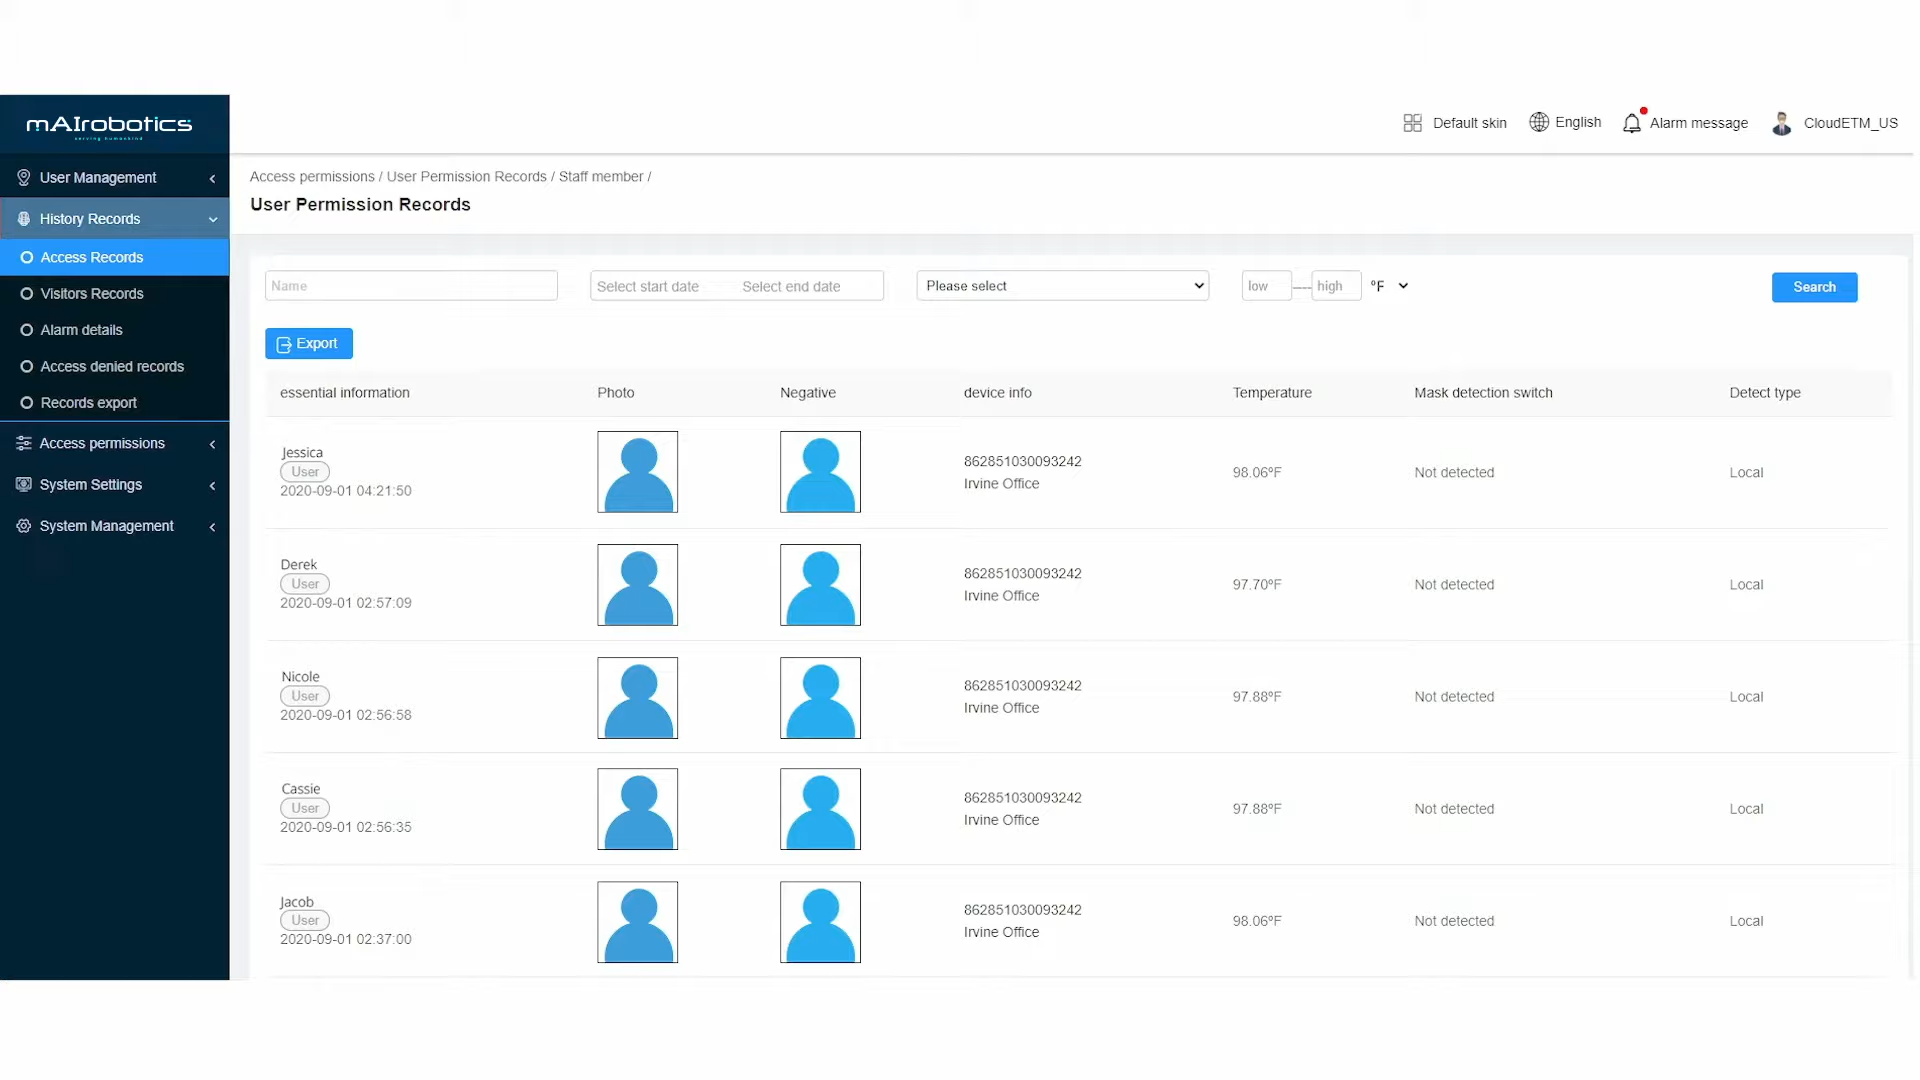 mAIrobotics
serving humankind
Default skin
English
Alarm message
CloudETM_US
User Management
History Records
Access Records
Visitors Records
Alarm details
Access denied records
Records export
Access permissions
System Settings
System Management
Access permissions / User Permission Records / Staff member /
User Permission Records
Name
Select start date Select end date
Please select
low — high °F
Search
Export
essential information Photo Negative device info Temperature Mask detection switch Detect type
Jessica
User
2020-09-01 04:21:50
862851030093242
Irvine Office
98.06°F
Not detected
Local
Derek
User
2020-09-01 02:57:09
862851030093242
Irvine Office
97.70°F
Not detected
Local
Nicole
User
2020-09-01 02:56:58
862851030093242
Irvine Office
97.88°F
Not detected
Local
Cassie
User
2020-09-01 02:56:35
862851030093242
Irvine Office
97.88°F
Not detected
Local
Jacob
User
2020-09-01 02:37:00
862851030093242
Irvine Office
98.06°F
Not detected
Local